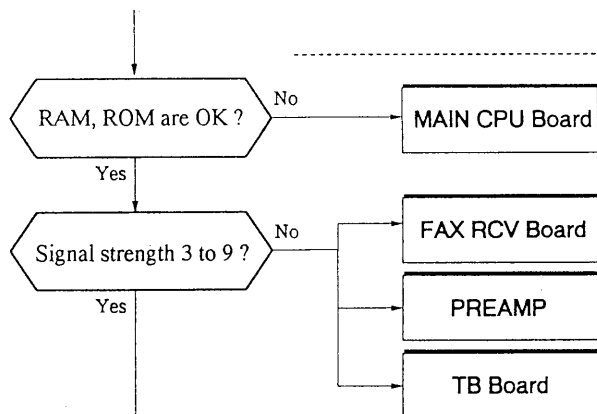 RAM, ROM are OK ?
No
MAIN CPU Board
Yes
Signal strength 3 to 9 ?
No
FAX RCV Board
Yes
PREAMP
TB Board